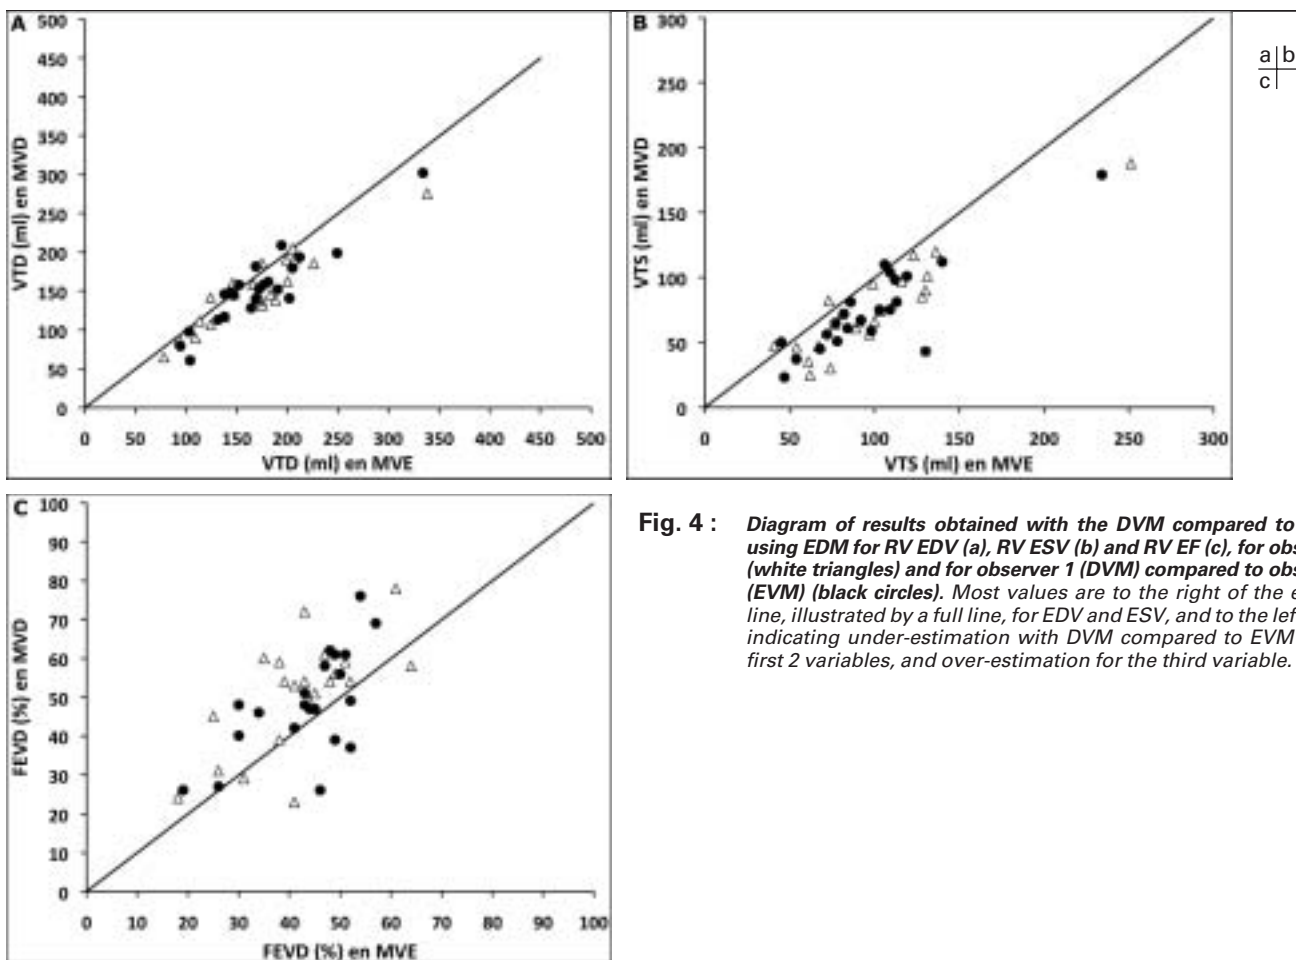 A
500
450
400
350
300
250
200
150
100
50
0
VTD (ml) en MVD
0 50 100 150 200 250 300 350 400 450 500
VTD (ml) en MVE
B
300
250
200
150
100
50
0
VTS (ml) en MVD
0 50 100 150 200 250 300
VTS (ml) en MVE
a b
c
C
100
90
80
70
60
50
40
30
20
10
0
FEVD (%) en MVD
0 10 20 30 40 50 60 70 80 90 100
FEVD (%) en MVE
Fig. 4 : Diagram of results obtained with the DVM compared to
using EDM for RV EDV (a), RV ESV (b) and RV EF (c), for obs
(white triangles) and for observer 1 (DVM) compared to obs
(EVM) (black circles). Most values are to the right of the e
line, illustrated by a full line, for EDV and ESV, and to the left
indicating under-estimation with DVM compared to EVM
first 2 variables, and over-estimation for the third variable.